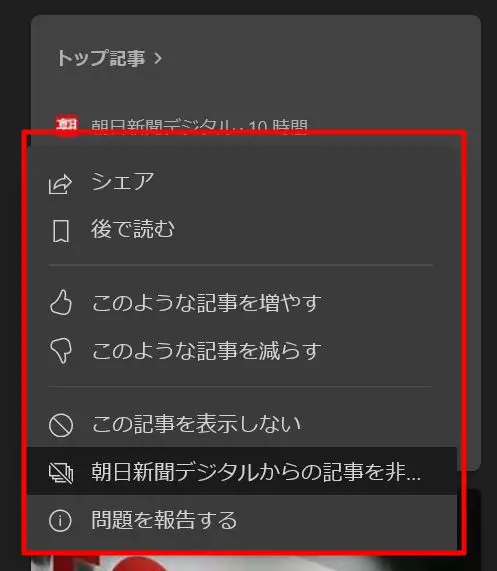 トップ記事 >
朝 朝日新聞デジタル · 10 時間
シェア
後で読む
このような記事を増やす
このような記事を減らす
この記事を表示しない
朝日新聞デジタルからの記事を非...
問題を報告する